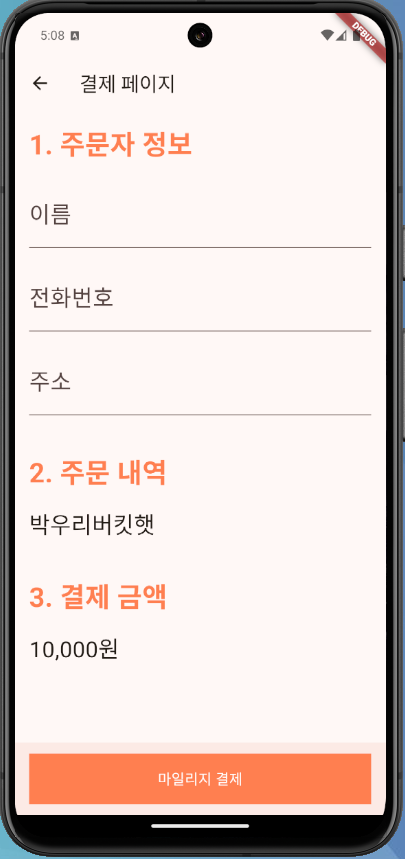 5:08
DEBUG
결제 페이지
1. 주문자 정보
이름
전화번호
주소
2. 주문 내역
박우리버킷햇
3. 결제 금액
10,000원
마일리지 결제